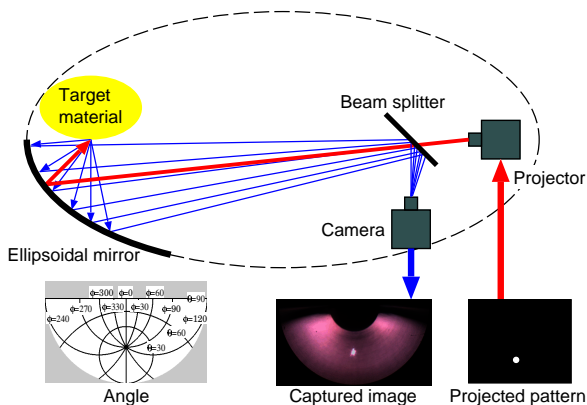 Target
material
Beam splitter
Projector
Camera
Ellipsoidal mirror
ϕ=300 ϕ=0 ϕ=60
θ=90
ϕ=270 ϕ=330 ϕ=30 ϕ=90
ϕ=240 ϕ=120
θ=60
θ=30
Angle
Captured image
Projected pattern